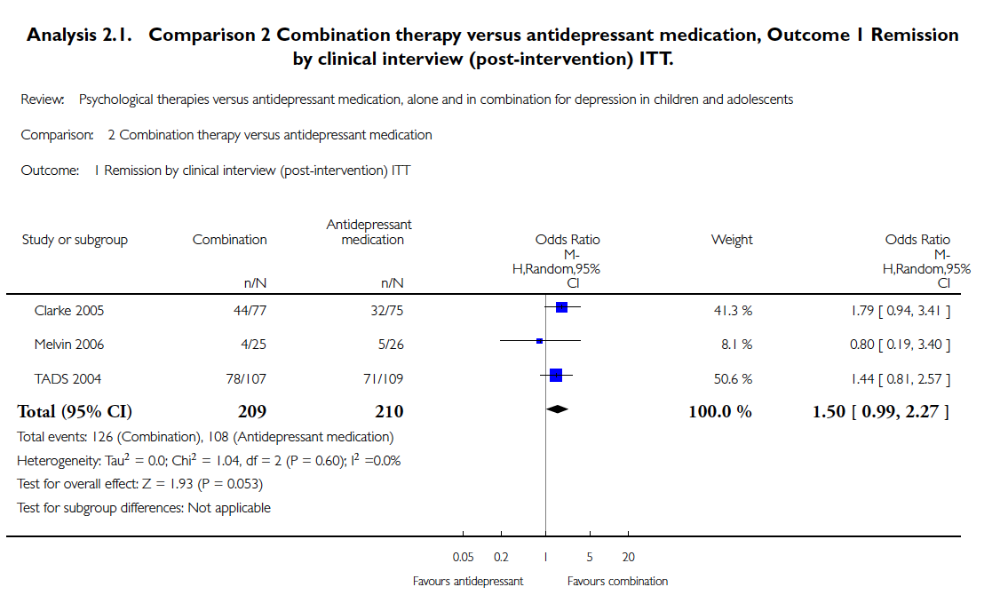 Analysis 2.1. Comparison 2 Combination therapy versus antidepressant medication, Outcome 1 Remission
by clinical interview (post-intervention) ITT.
Review: Psychological therapies versus antidepressant medication, alone and in combination for depression in children and adolescents
Comparison: 2 Combination therapy versus antidepressant medication
Outcome: 1 Remission by clinical interview (post-intervention) ITT
Study or subgroup Combination Antidepressant medication Odds Ratio Weight Odds Ratio
M- M-
H,Random,95% H,Random,95%
n/N n/N CI CI
Clarke 2005 44/77 32/75 41.3 % 1.79 [ 0.94, 3.41 ]
Melvin 2006 4/25 5/26 8.1 % 0.80 [ 0.19, 3.40 ]
TADS 2004 78/107 71/109 50.6 % 1.44 [ 0.81, 2.57 ]
Total (95% CI) 209 210 100.0 % 1.50 [ 0.99, 2.27 ]
Total events: 126 (Combination), 108 (Antidepressant medication)
Heterogeneity: Tau² = 0.0; Chi² = 1.04, df = 2 (P = 0.60); I² =0.0%
Test for overall effect: Z = 1.93 (P = 0.053)
Test for subgroup differences: Not applicable
0.05 0.2 1 5 20
Favours antidepressant Favours combination